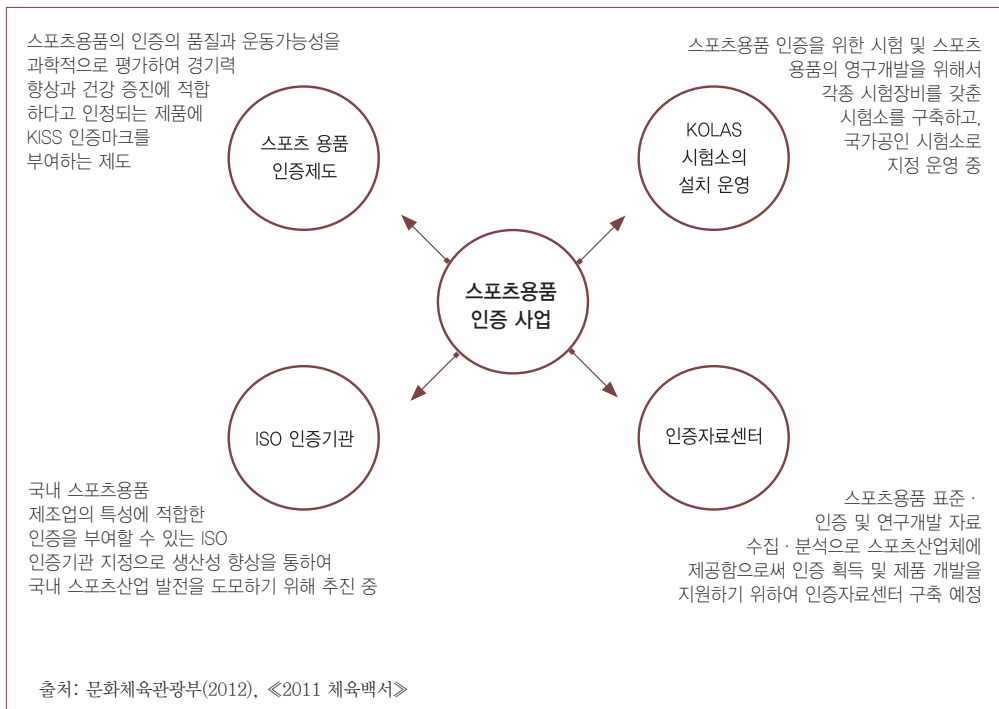 스포츠용품의 인증의 품질과 운동가능성을
과학적으로 평가하여 경기력
향상과 건강 증진에 적합
하다고 인정되는 제품에
KISS 인증마크를
부여하는 제도
스포츠 용품
인증제도
스포츠용품 인증을 위한 시험 및 스포츠
용품의 영구개발을 위해서
각종 시험장비를 갖춘
시험소를 구축하고,
국가공인 시험소로
지정 운영 중
KOLAS
시험소의
설치 운영
스포츠용품
인증 사업
ISO 인증기관
국내 스포츠용품
제조업의 특성에 적합한
인증을 부여할 수 있는 ISO
인증기관 지정으로 생산성 향상을 통하여
국내 스포츠산업 발전을 도모하기 위해 추진 중
인증자료센터
스포츠용품 표준 ·
인증 및 연구개발 자료
수집 · 분석으로 스포츠산업체에
제공함으로써 인증 획득 및 제품 개발을
지원하기 위하여 인증자료센터 구축 예정
출처: 문화체육관광부(2012), ≪2011 체육백서≫